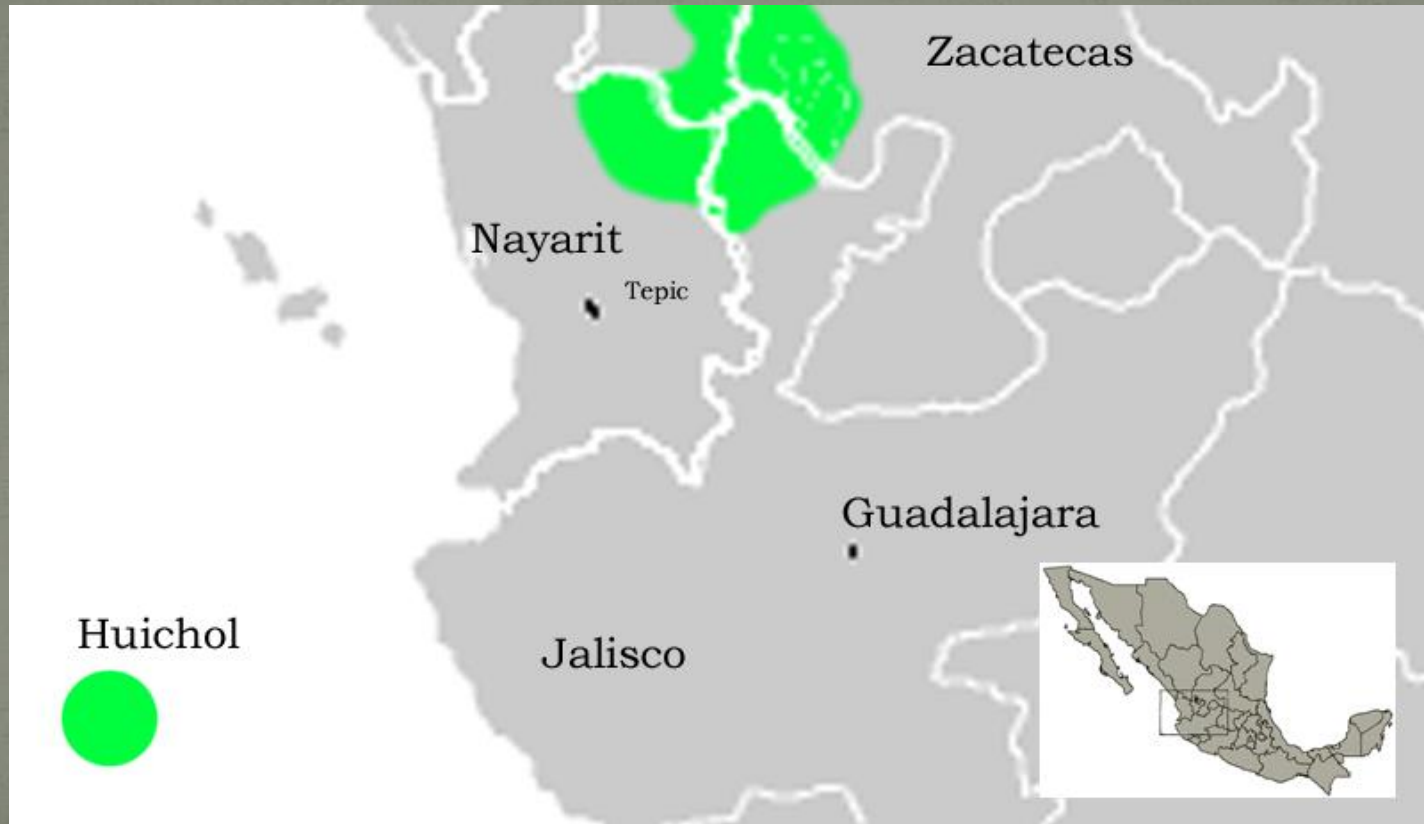 Zacatecas
Nayarit
Tepic
Guadalajara
Huichol
Jalisco